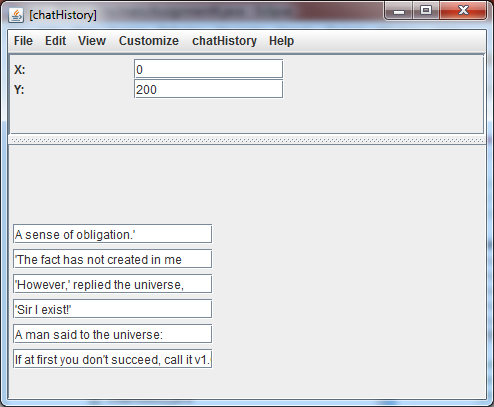 [chatHistory]
File Edit View Customize chatHistory Help
X: 0
Y: 200
A sense of obligation.'
'The fact has not created in me
'However,' replied the universe,
'Sir I exist!'
A man said to the universe:
If at first you don't succeed, call it v1.